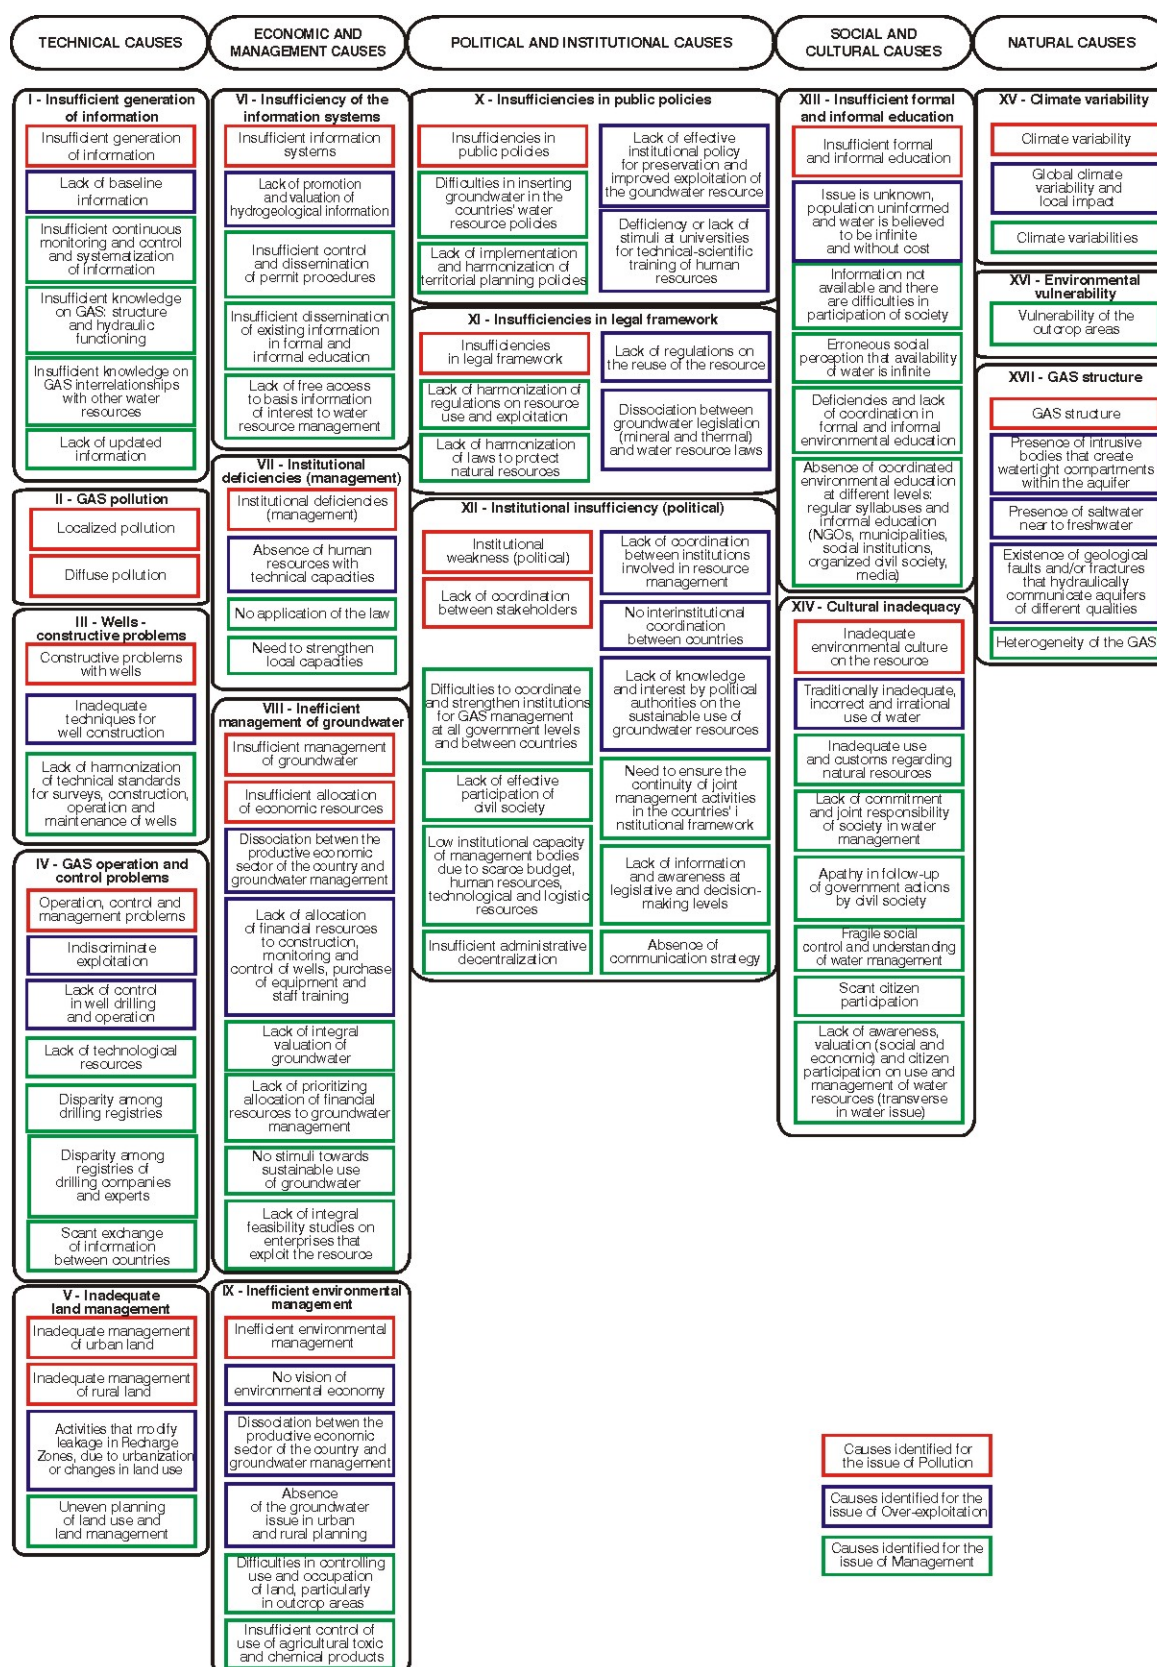 TECHNICAL CAUSES
ECONOMIC AND
MANAGEMENT CAUSES
POLITICAL AND INSTITUTIONAL CAUSES
SOCIAL AND
CULTURAL CAUSES
NATURAL CAUSES
I - Insufficient generation
of information
Insufficient generation
of information
Lack of baseline
information
Insufficient continuous
monitoring and control
and systematization
of information
Insufficient knowledge
on GAS: structure
and hydraulic
functioning
Insufficient knowledge on
GAS interrelationships
with other water
resources
Lack of updated
information
II - GAS pollution
Localized pollution
Diffuse pollution
III - Wells -
constructive problems
Constructive problems
with wells
Inadequate
techniques for
well construction
Lack of harmonization
of technical standards
for surveys, construction,
operation and
maintenance of wells
IV - GAS operation and
control problems
Operation, control and
management problems
Indiscriminate
exploitation
Lack of control
in well drilling
and operation
Lack of technological
resources
Disparity among
drilling registries
Disparity among
registries of
drilling companies
and experts
Scant exchange
of information
between countries
V - Inadequate
land management
Inadequate management
of urban land
Inadequate management
of rural land
Activities that modify
leakage in Recharge
Zones, due to urbanization
or changes in land use
Uneven planning
of land use and
land management
VI - Insufficiency of the
information systems
Insufficient information
systems
Lack of promotion
and valuation of
hydrogeological information
Insufficient control
and dissemination
of permit procedures
Insufficient dissemination
of existing information
in formal and
informal education
Lack of free access
to basis information
of interest to water
resource management
VII - Institutional
deficiencies (management)
Institutional deficiencies
(management)
Absence of human
resources with
technical capacities
No application of the law
Need to strengthen
local capacities
VIII - Inefficient
management of groundwater
Insufficient management
of groundwater
Insufficient allocation
of economic resources
Dissociation betwen the
productive economic
sector of the country and
groundwater management
Lack of allocation
of financial resources
to construction,
monitoring and
control of wells, purchase
of equipment and
staff training
Lack of integral
valuation of
groundwater
Lack of prioritizing
allocation of financial
resources to groundwater
management
No stimuli towards
sustainable use
of groundwater
Lack of integral
feasibility studies on
enterprises that
exploit the resource
IX - Inefficient environmental
management
Inefficient environmental
management
No vision of
environmental economy
Dissociation betwen the
productive economic
sector of the country and
groundwater management
Absence
of the groundwater
issue in urban
and rural planning
Difficulties in controlling
use and occupation
of land, particularly
in outcrop areas
Insufficient control of
use of agricultural toxic
and chemical products
X - Insufficiencies in public policies
Insufficiencies in
public policies
Difficulties in inserting
groundwater in the
countries' water
resource policies
Lack of implementation
and harmonization of
territorial planning policies
Lack of effective
institutional policy
for preservation and
improved exploitation of
the goundwater resource
Defficiency or lack of
stimuli at universities
for technical-scientific
training of human
resources
XI - Insufficiencies in legal framework
Insufficiencies
in legal framework
Lack of harmonization of
regulations on resource
use and exploitation
Lack of harmonization
of laws to protect
natural resources
Lack of regulations on
the reuse of the resource
Dissociation between
groundwater legislation
(mineral and thermal)
and water resource laws
XII - Institutional insufficiency (political)
Institutional
weakness (political)
Lack of coordination
between stakeholders
Difficulties to coordinate
and strengthen institutions
for GAS management
at all government levels
and between countries
Lack of effective
participation of
civil society
Low institutional capacity
of management bodies
due to scarce budget,
human resources,
technological and logistic
resources
Insufficient administrative
decentralization
Lack of coordination
between institutions
involved in resource
management
No interinstitutional
coordination
between countries
Lack of knowledge
and interest by political
authorities on the
sustainable use of
groundwater resources
Need to ensure the
continuity of joint
management activities
in the countries' i
nstitutional framework
Lack of information
and awareness at
legislative and decision-
making levels
Absence of
communication strategy
XIII - Insufficient formal
and informal education
Insufficient formal
and informal education
Issue is unknown,
population uninformed
and water is believed
to be infinite
and without cost
Information not
available and there
are difficulties in
participation of society
Erroneous social
perception that availability
of water is infinite
Deficiencies and lack
of coordination in
formal and informal
environmental education
Absence of coordinated
environmental education
at different levels:
regular syllabuses and
informal education
(NGOs, municipalities,
social institutions,
organized civil society,
media)
XIV - Cultural inadequacy
Inadequate
environmental culture
on the resource
Traditionally inadequate,
incorrect and irrational
use of water
Inadequate use
and customs regarding
natural resources
Lack of commitment
and joint responsibility
of society in water
management
Apathy in follow-up
of government actions
by civil society
Fragile social
control and understanding
of water management
Scant citizen
participation
Lack of awareness,
valuation (social and
economic) and citizen
participation on use and
management of water
resources (transverse
in water issue)
XV - Climate variability
Climate variability
Global climate
variability and
local impact
Climate variabilities
XVI - Environmental
vulnerability
Vulnerability of the
outcrop areas
XVII - GAS structure
GAS structure
Presence of intrusive
bodies that create
watertight compartments
within the aquifer
Presence of saltwater
near to freshwater
Existence of geological
faults and/or fractures
that hydraulically
communicate aquifers
of different qualities
Heterogeneity of the GAS
Causes identified for
the issue of Pollution
Causes identified for the
issue of Over-exploitation
Causes identified for the
issue of Management